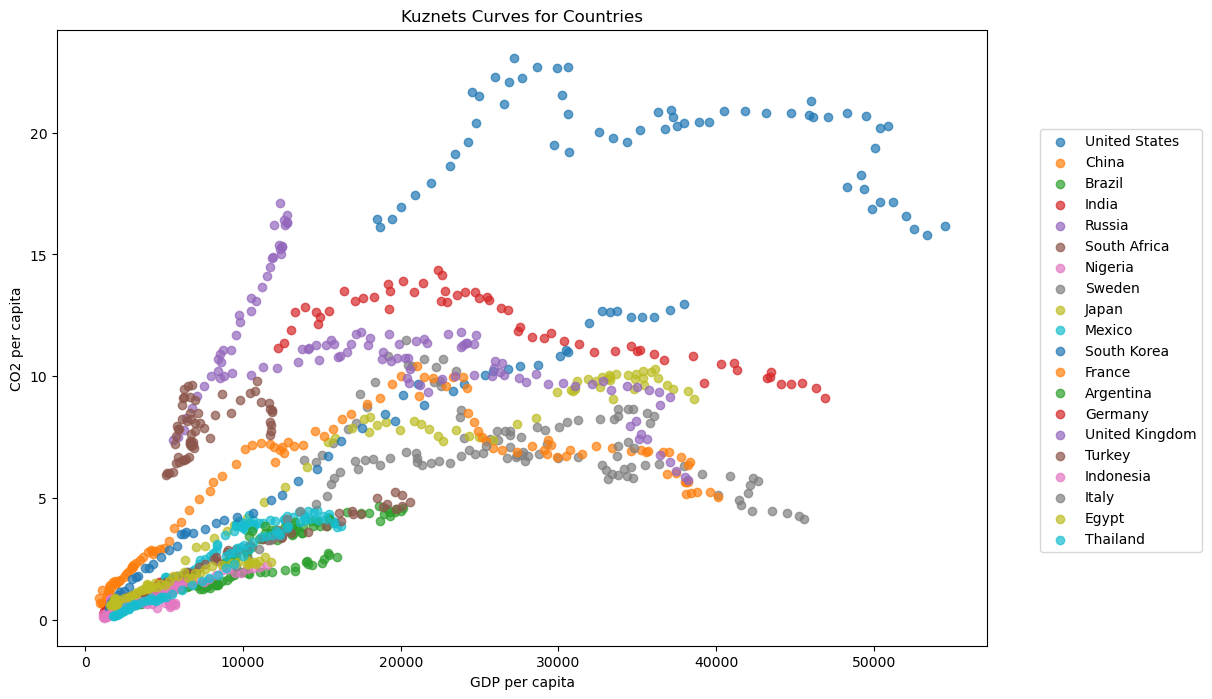 Kuznets Curves for Countries
CO2 per capita
20
15
10
5
0
0 10000 20000 30000 40000 50000
GDP per capita
United States
China
Brazil
India
Russia
South Africa
Nigeria
Sweden
Japan
Mexico
South Korea
France
Argentina
Germany
United Kingdom
Turkey
Indonesia
Italy
Egypt
Thailand